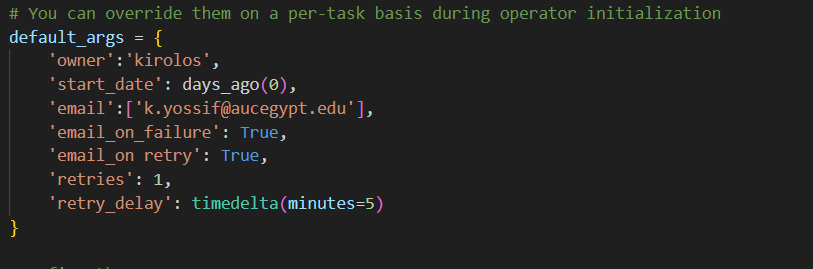 # You can override them on a per-task basis during operator initialization
default_args = {
    'owner':'kirolos',
    'start_date': days_ago(0),
    'email':['k.yossif@aucegypt.edu'],
    'email_on_failure': True,
    'email_on retry': True,
    'retries': 1,
    'retry_delay': timedelta(minutes=5)
}